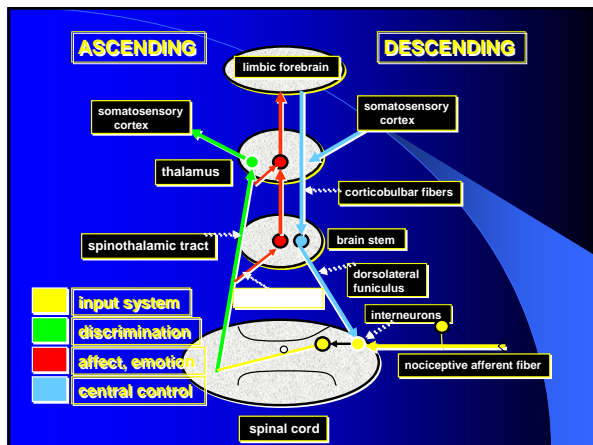 ASCENDING
DESCENDING
limbic forebrain
somatosensory
cortex
somatosensory
cortex
thalamus
corticobulbar fibers
spinothalamic tract
brain stem
dorsolateral
funiculus
input system
interneurons
discrimination
affect, emotion
nociceptive afferent fiber
central control
spinal cord